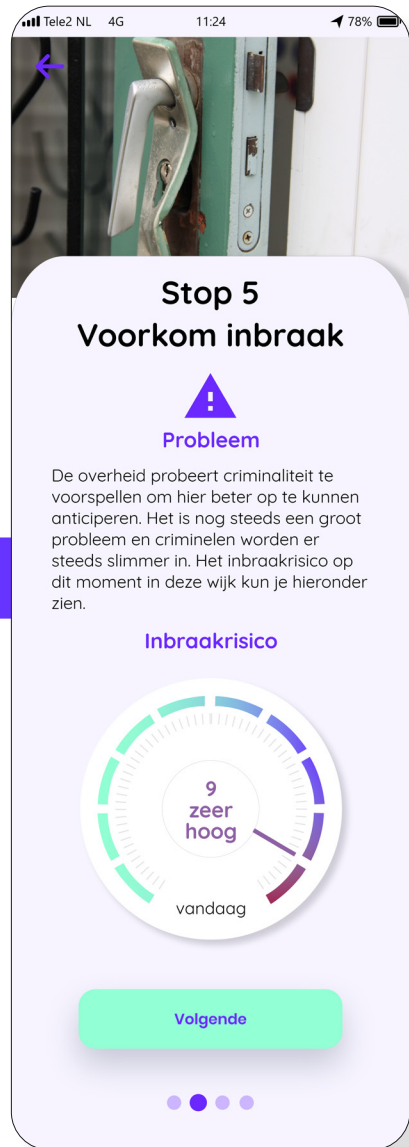 Tele2 NL 4G 11:24 78%
Stop 5
Voorkom inbraak
Probleem
De overheid probeert criminaliteit te
voorspellen om hier beter op te kunnen
anticiperen. Het is nog steeds een groot
probleem en criminelen worden er
steeds slimmer in. Het inbraakrisico op
dit moment in deze wijk kun je hieronder
zien.
Inbraakrisico
9
zeer
hoog
vandaag
Volgende